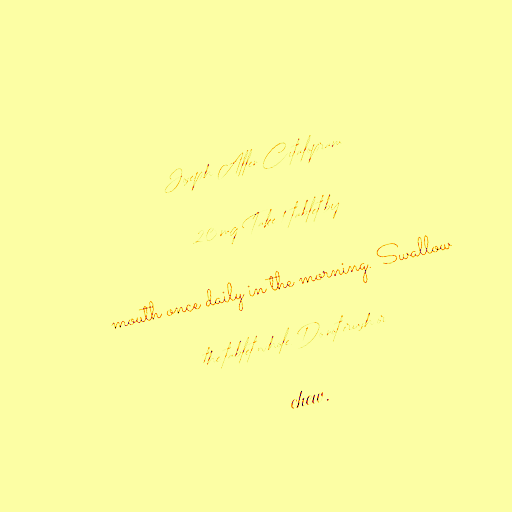 Joseph Allen Citalopram
20 mg Take 1 tablet by
mouth once daily in the morning. Swallow
the tablet whole Do not crush or
chew.